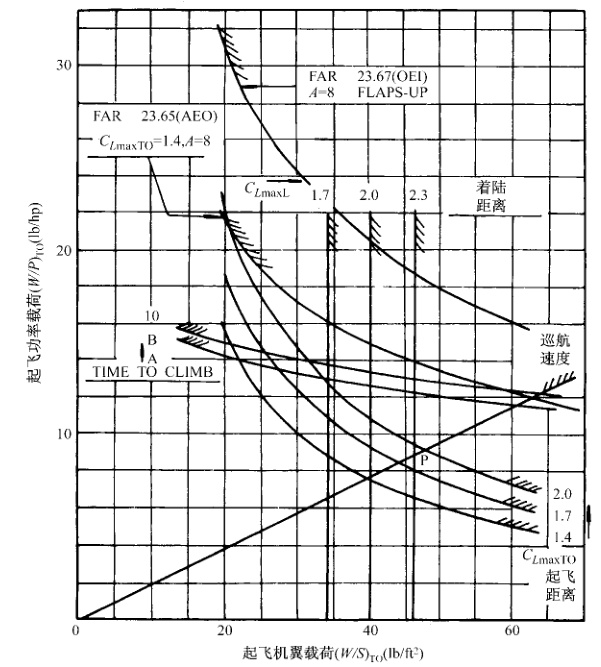 30
20
10
0
20
40
60
起飞功率载荷(W/P)TO(lb/hp)
FAR 23.67(OEI)
A=8 FLAPS-UP
FAR 23.65(AEO)
CLmaxTO=1.4,A=8
CLmaxL
1.7
2.0
2.3
着陆
距离
10
B
A
TIME TO CLIMB
巡航
速度
P
2.0
1.7
1.4
CLmaxTO
起飞
距离
起飞机翼载荷(W/S)TO(lb/ft²)